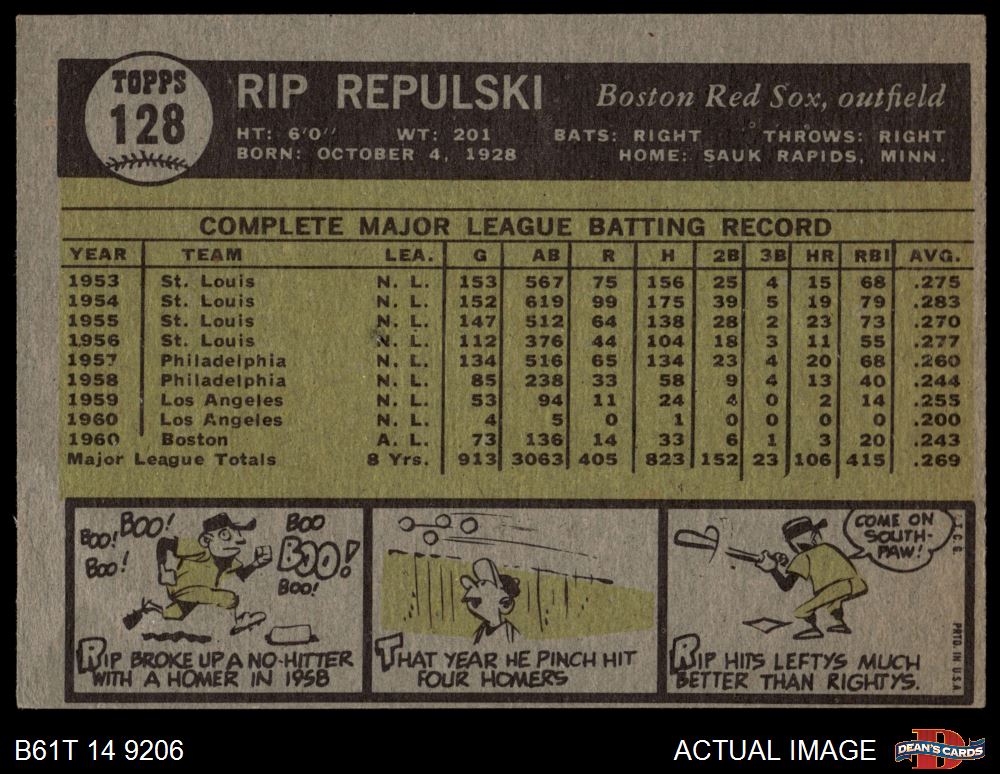 TOPPS
128
RIP REPULSKI Boston Red Sox, outfield
HT: 6'0" WT: 201 BATS: RIGHT THROWS: RIGHT
BORN: OCTOBER 4, 1928 HOME: SAUK RAPIDS, MINN.
COMPLETE MAJOR LEAGUE BATTING RECORD
YEAR TEAM LEA. G AB R H 2B 3B HR RBI AVG.
1953 St. Louis N. L. 153 567 75 156 25 4 15 68 .275
1954 St. Louis N. L. 152 619 99 175 39 5 19 79 .283
1955 St. Louis N. L. 147 512 64 138 28 2 23 73 .270
1956 St. Louis N. L. 112 376 44 104 18 3 11 55 .277
1957 Philadelphia N. L. 134 516 65 134 23 4 20 68 .260
1958 Philadelphia N. L. 85 238 33 58 9 4 13 40 .244
1959 Los Angeles N. L. 53 94 11 24 4 0 2 14 .255
1960 Los Angeles N. L. 4 5 0 1 0 0 0 0 .200
1960 Boston A. L. 73 136 14 33 6 1 3 20 .243
Major League Totals 8 Yrs. 913 3063 405 823 152 23 106 415 .269
BOO! BOO! BOO!
BOO BOO! BOO!
RIP BROKE UP A NO-HITTER
WITH A HOMER IN 1958
THAT YEAR HE PINCH HIT
FOUR HOMERS
COME ON
SOUTH-
PAW!
RIP HITS LEFTYS MUCH
BETTER THAN RIGHTYS.
PRTD. IN U.S.A.
B61T 14 9206
ACTUAL IMAGE
DEAN'S CARDS